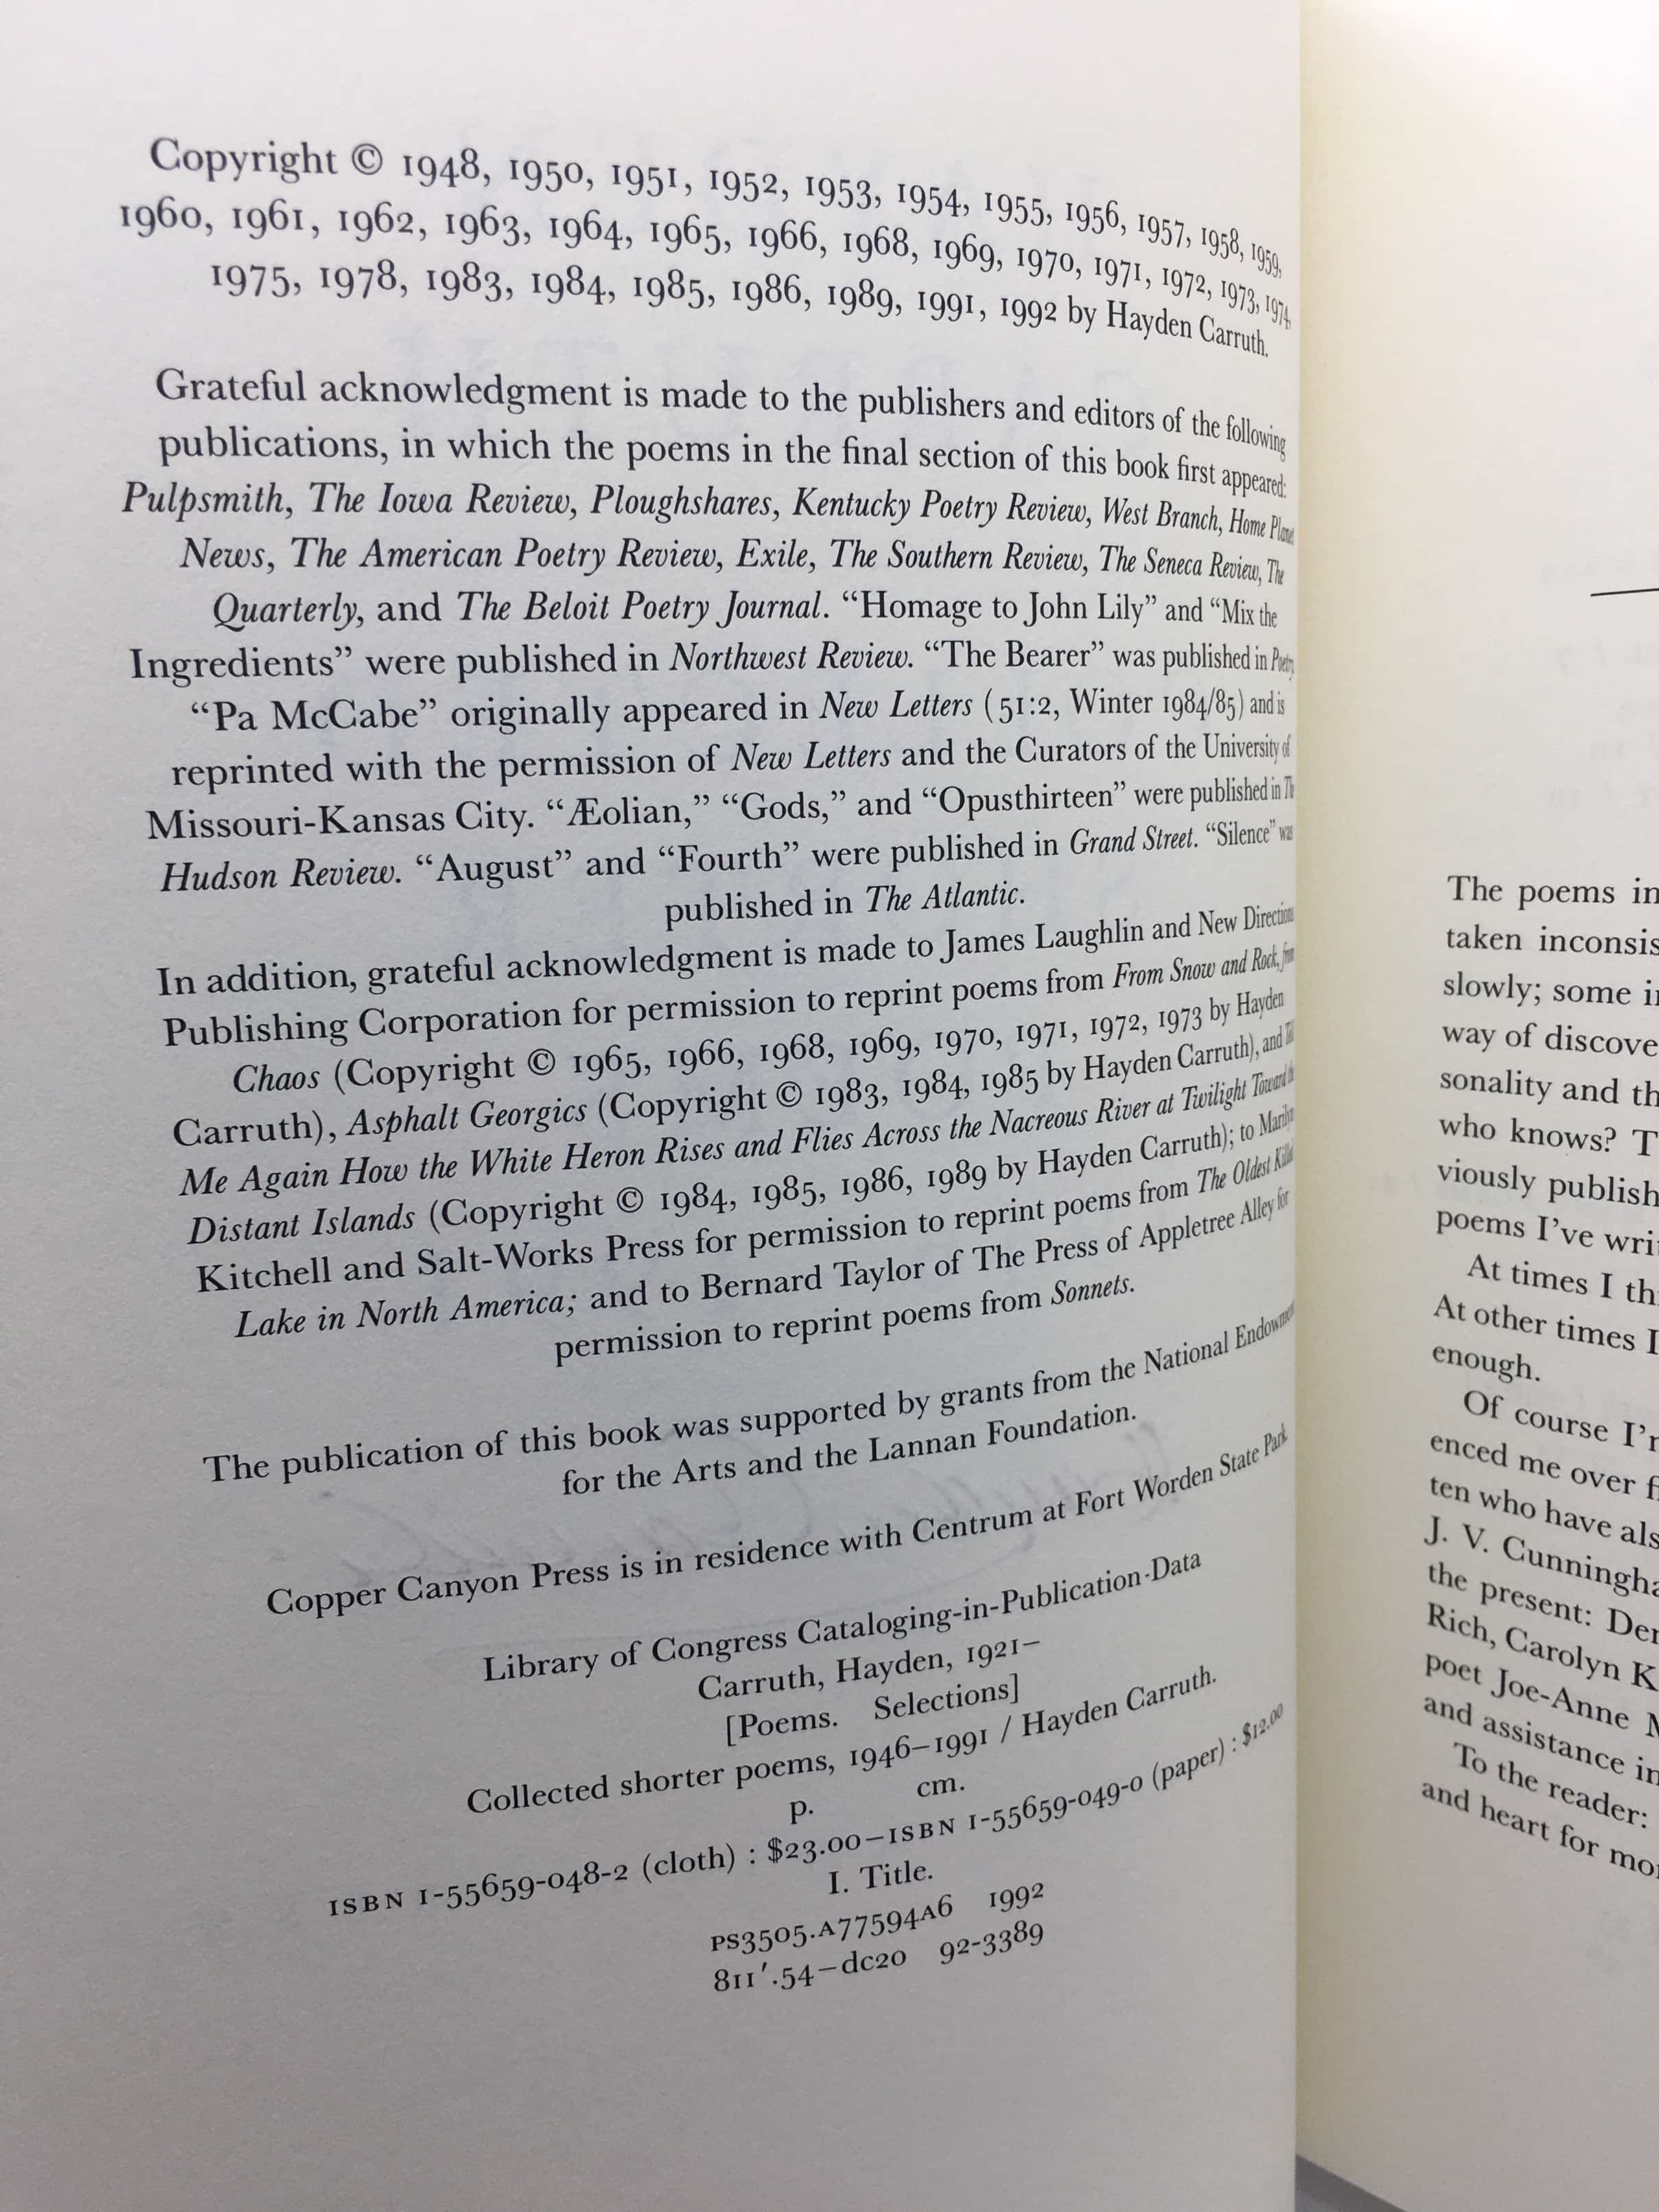 Copyright © 1948, 1950, 1951, 1952, 1953, 1954, 1955, 1956, 1957, 1958, 1959,
1960, 1961, 1962, 1963, 1964, 1965, 1966, 1968, 1969, 1970, 1971, 1972, 1973, 1974,
1975, 1978, 1983, 1984, 1985, 1986, 1989, 1991, 1992 by Hayden Carruth.
Grateful acknowledgment is made to the publishers and editors of the following
publications, in which the poems in the final section of this book first appeared:
Pulpsmith, The Iowa Review, Ploughshares, Kentucky Poetry Review, West Branch, Home Planet
News, The American Poetry Review, Exile, The Southern Review, The Seneca Review, The
Quarterly, and The Beloit Poetry Journal. “Homage to John Lily” and “Mix the
Ingredients” were published in Northwest Review. “The Bearer” was published in Poetry.
“Pa McCabe” originally appeared in New Letters (51:2, Winter 1984/85) and is
reprinted with the permission of New Letters and the Curators of the University of
Missouri-Kansas City. “Æolian,” “Gods,” and “Opusthirteen” were published in The
Hudson Review. “August” and “Fourth” were published in Grand Street. “Silence” was
published in The Atlantic.
In addition, grateful acknowledgment is made to James Laughlin and New Directions
Publishing Corporation for permission to reprint poems from From Snow and Rock, from
Chaos (Copyright © 1965, 1966, 1968, 1969, 1970, 1971, 1972, 1973 by Hayden
Carruth), Asphalt Georgics (Copyright © 1983, 1984, 1985 by Hayden Carruth), and Tell
Me Again How the White Heron Rises and Flies Across the Nacreous River at Twilight Toward the
Distant Islands (Copyright © 1984, 1985, 1986, 1989 by Hayden Carruth); to Marilyn
Kitchell and Salt-Works Press for permission to reprint poems from The Oldest Killed
Lake in North America; and to Bernard Taylor of The Press of Appletree Alley for
permission to reprint poems from Sonnets.
The publication of this book was supported by grants from the National Endowment
for the Arts and the Lannan Foundation.
Copper Canyon Press is in residence with Centrum at Fort Worden State Park.
Library of Congress Cataloging-in-Publication-Data
Carruth, Hayden, 1921–
[Poems. Selections]
Collected shorter poems, 1946–1991 / Hayden Carruth.
p. cm.
ISBN 1-55659-048-2 (cloth) : $23.00–ISBN 1-55659-049-0 (paper) : $12.00
I. Title.
PS3505.A77594A6 1992
811′.54–dc20 92-3389
The poems in
taken inconsis
slowly; some i
way of discove
sonality and th
who knows? T
viously publish
poems I’ve wri
At times I th
At other times I
enough.
Of course I’
enced me over f
ten who have als
J. V. Cunningha
the present: Der
Rich, Carolyn K
poet Joe-Anne M
and assistance in
To the reader:
and heart for mo